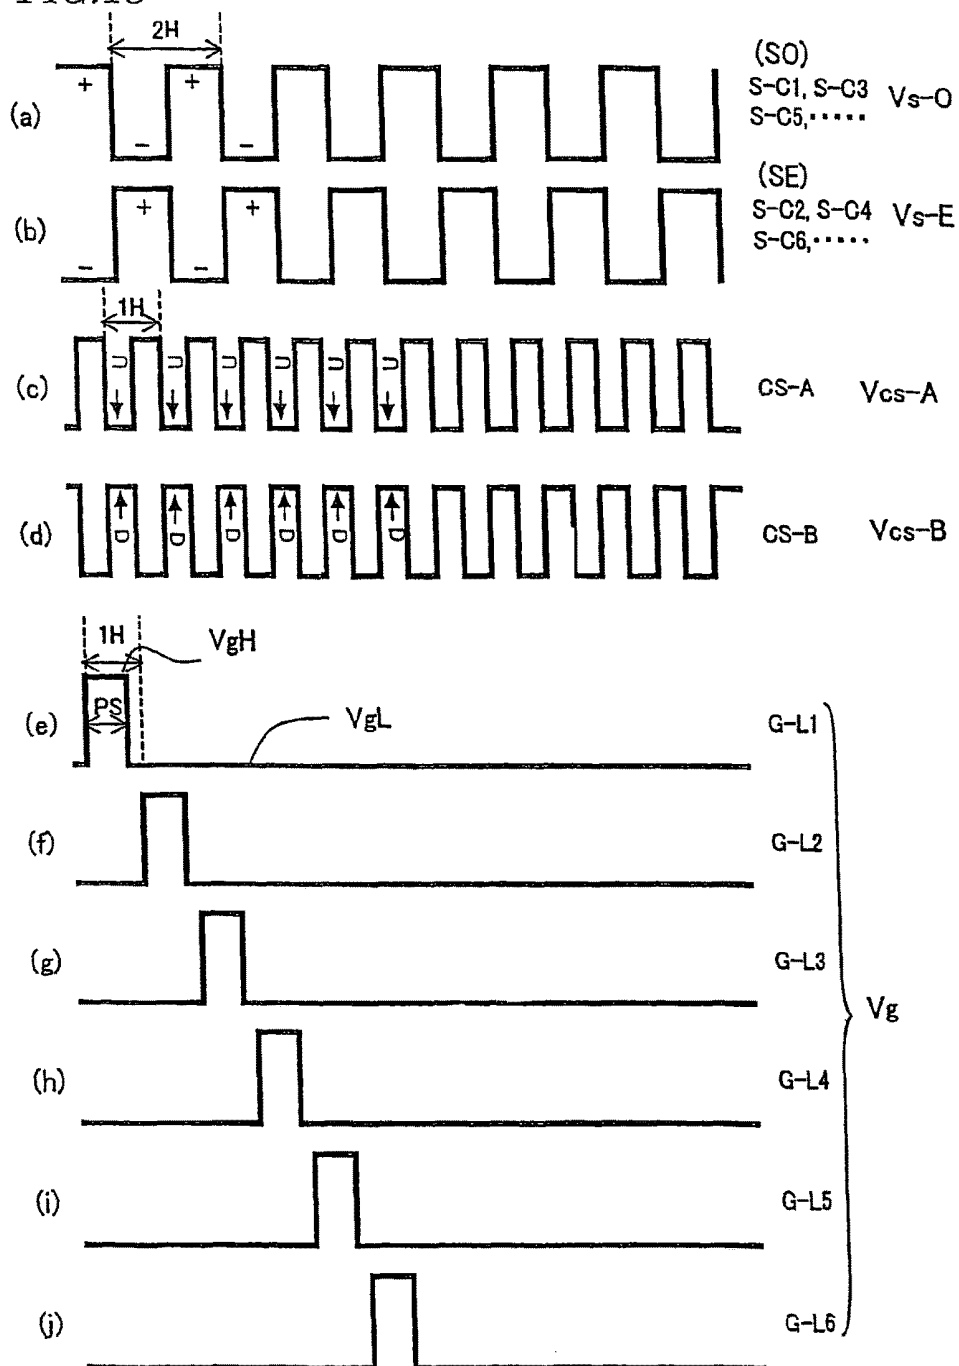 2H
(a)
+
+
−
−
(SO)
S-C1, S-C3
S-C5,·····
Vs-O
(b)
+
+
−
−
(SE)
S-C2, S-C4
S-C6,·····
Vs-E
1H
(c)
U U U U U U
CS-A
Vcs-A
(d)
D D D D D D
CS-B
Vcs-B
1H
VgH
PS
(e)
VgL
G-L1
(f)
G-L2
(g)
G-L3
Vg
(h)
G-L4
(i)
G-L5
(j)
G-L6